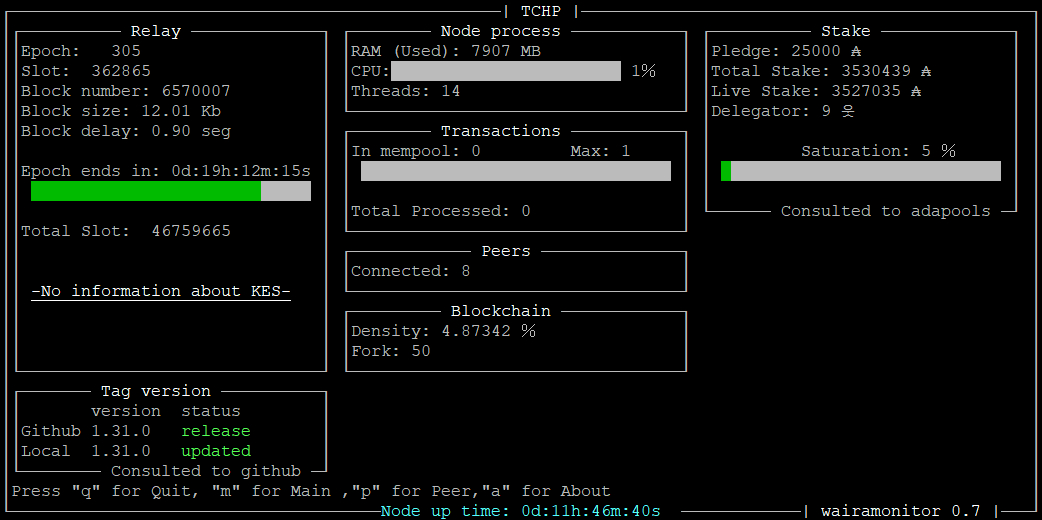 | TCHP |
Relay
Epoch: 305
Slot: 362865
Block number: 6570007
Block size: 12.01 Kb
Block delay: 0.90 seg
Epoch ends in: 0d:19h:12m:15s
Total Slot: 46759665
-No information about KES-
Tag version
version status
Github 1.31.0 release
Local 1.31.0 updated
Consulted to github
Node process
RAM (Used): 7907 MB
CPU: 1%
Threads: 14
Transactions
In mempool: 0 Max: 1
Total Processed: 0
Peers
Connected: 8
Blockchain
Density: 4.87342 %
Fork: 50
Stake
Pledge: 25000 ₳
Total Stake: 3530439 ₳
Live Stake: 3527035 ₳
Delegator: 9 웃
Saturation: 5 %
Consulted to adapools
Press "q" for Quit, "m" for Main ,"p" for Peer,"a" for About
Node up time: 0d:11h:46m:40s
| wairamonitor 0.7 |